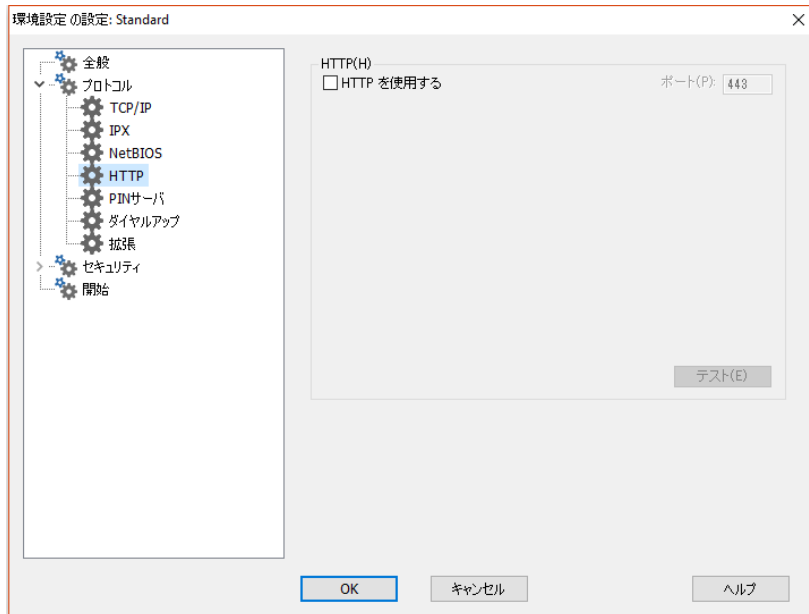 環境設定 の設定: Standard
全般
プロトコル
TCP/IP
IPX
NetBIOS
HTTP
PINサーバ
ダイヤルアップ
拡張
セキュリティ
開始
HTTP(H)
HTTP を使用する
ポート(P): 443
テスト(E)
OK
キャンセル
ヘルプ